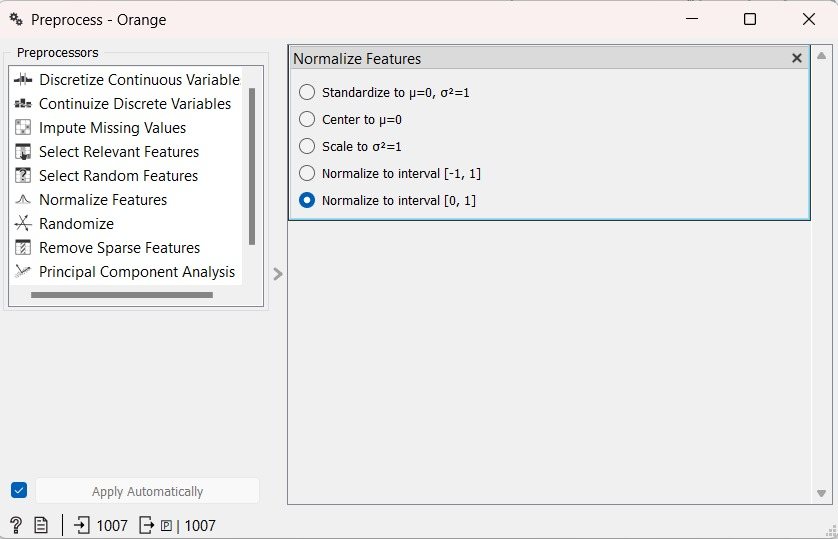 Preprocess - Orange
Preprocessors
Discretize Continuous Variable
Continuize Discrete Variables
Impute Missing Values
Select Relevant Features
Select Random Features
Normalize Features
Randomize
Remove Sparse Features
Principal Component Analysis
Normalize Features
Standardize to μ=0, σ²=1
Center to μ=0
Scale to σ²=1
Normalize to interval [-1, 1]
Normalize to interval [0, 1]
Apply Automatically
? 1007 P | 1007